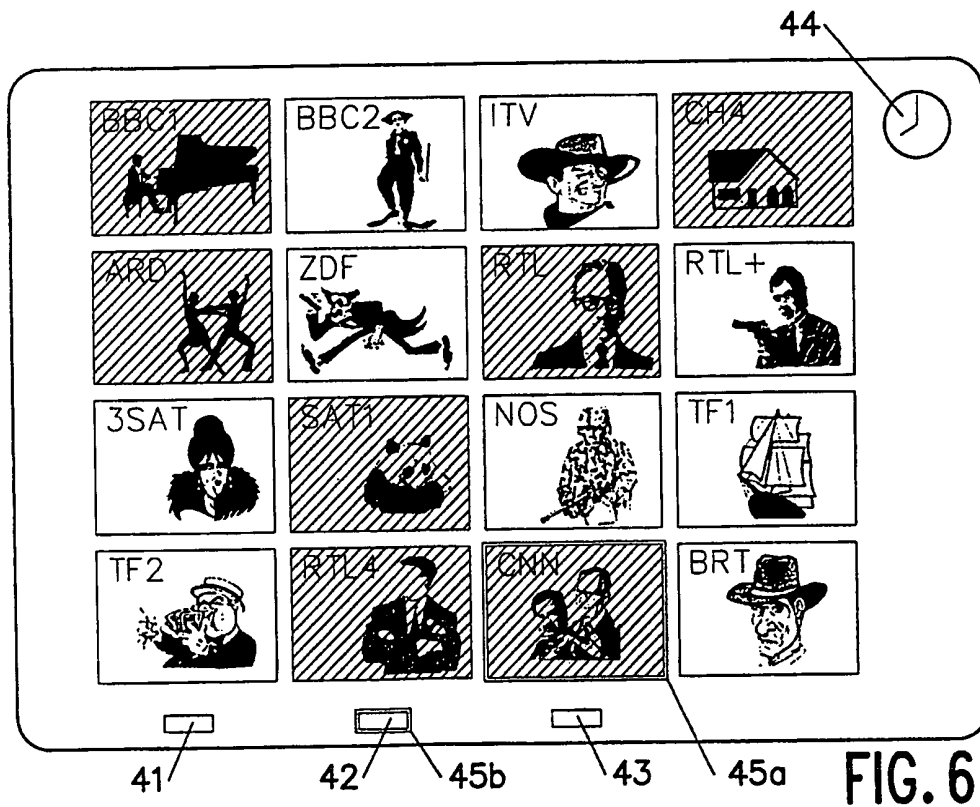 44
BBC1 BBC2 ITV CH4
ARD ZDF RTL RTL+
3SAT SAT1 NOS TF1
TF2 RTL4 CNN BRT
41 42 45b 43 45a
FIG. 6